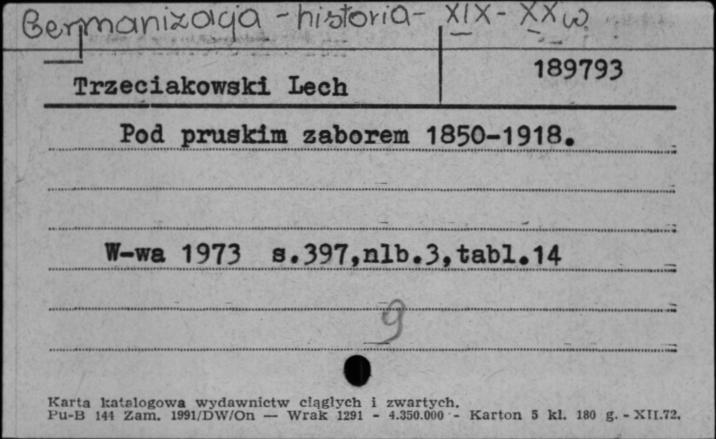 Germanizacja - historia - XIX - XX w.
189793
Trzeciakowski Lech
Pod pruskim zaborem 1850-1918.
W-wa 1973 s.397,nlb.3,tabl.14
9
Karta katalogowa wydawnictw ciągłych i zwartych.
Pu-B 144 Zam. 1991/DW/On — Wrak 1291 - 4.350.000 - Karton 5 kl. 180 g. - XII.72.